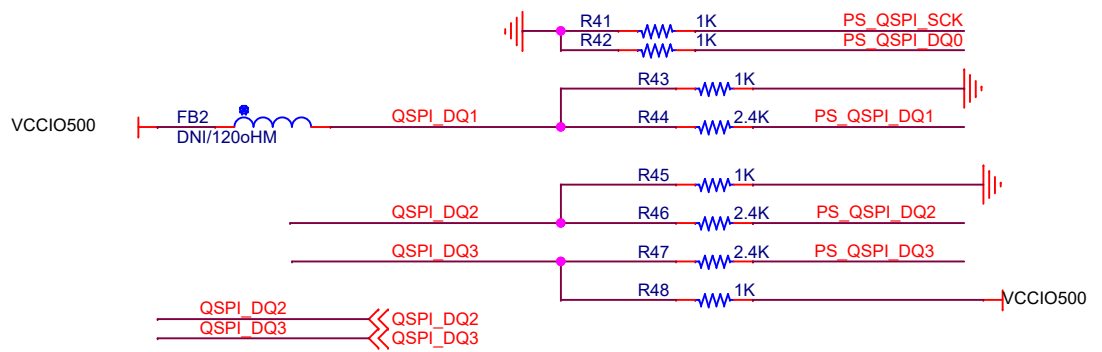 R41 1K PS_QSPI_SCK
R42 1K PS_QSPI_DQ0
R43 1K
VCCIO500 FB2 QSPI_DQ1 R44 2.4K PS_QSPI_DQ1
DNI/120oHM
R45 1K
QSPI_DQ2 R46 2.4K PS_QSPI_DQ2
QSPI_DQ3 R47 2.4K PS_QSPI_DQ3
R48 1K VCCIO500
QSPI_DQ2 QSPI_DQ2
QSPI_DQ3 QSPI_DQ3